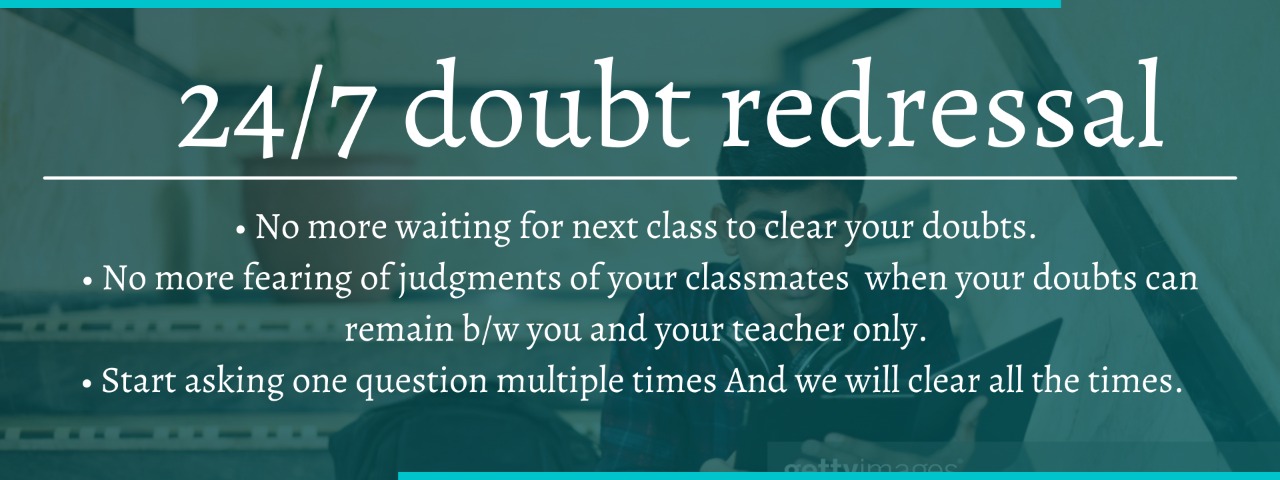 24/7 doubt redressal
• No more waiting for next class to clear your doubts.
• No more fearing of judgments of your classmates when your doubts can
remain b/w you and your teacher only.
• Start asking one question multiple times And we will clear all the times.
gettyimages